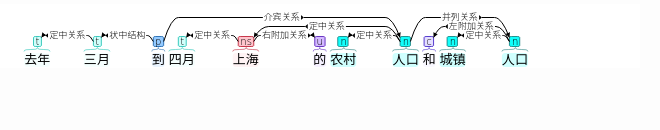 介宾关系 并列关系
定中关系 左附加关系
定中关系 状中结构 定中关系 右附加关系 定中关系 定中关系
t t p t ns u n n c n n
去年 三月 到 四月 上海 的 农村 人口 和 城镇 人口